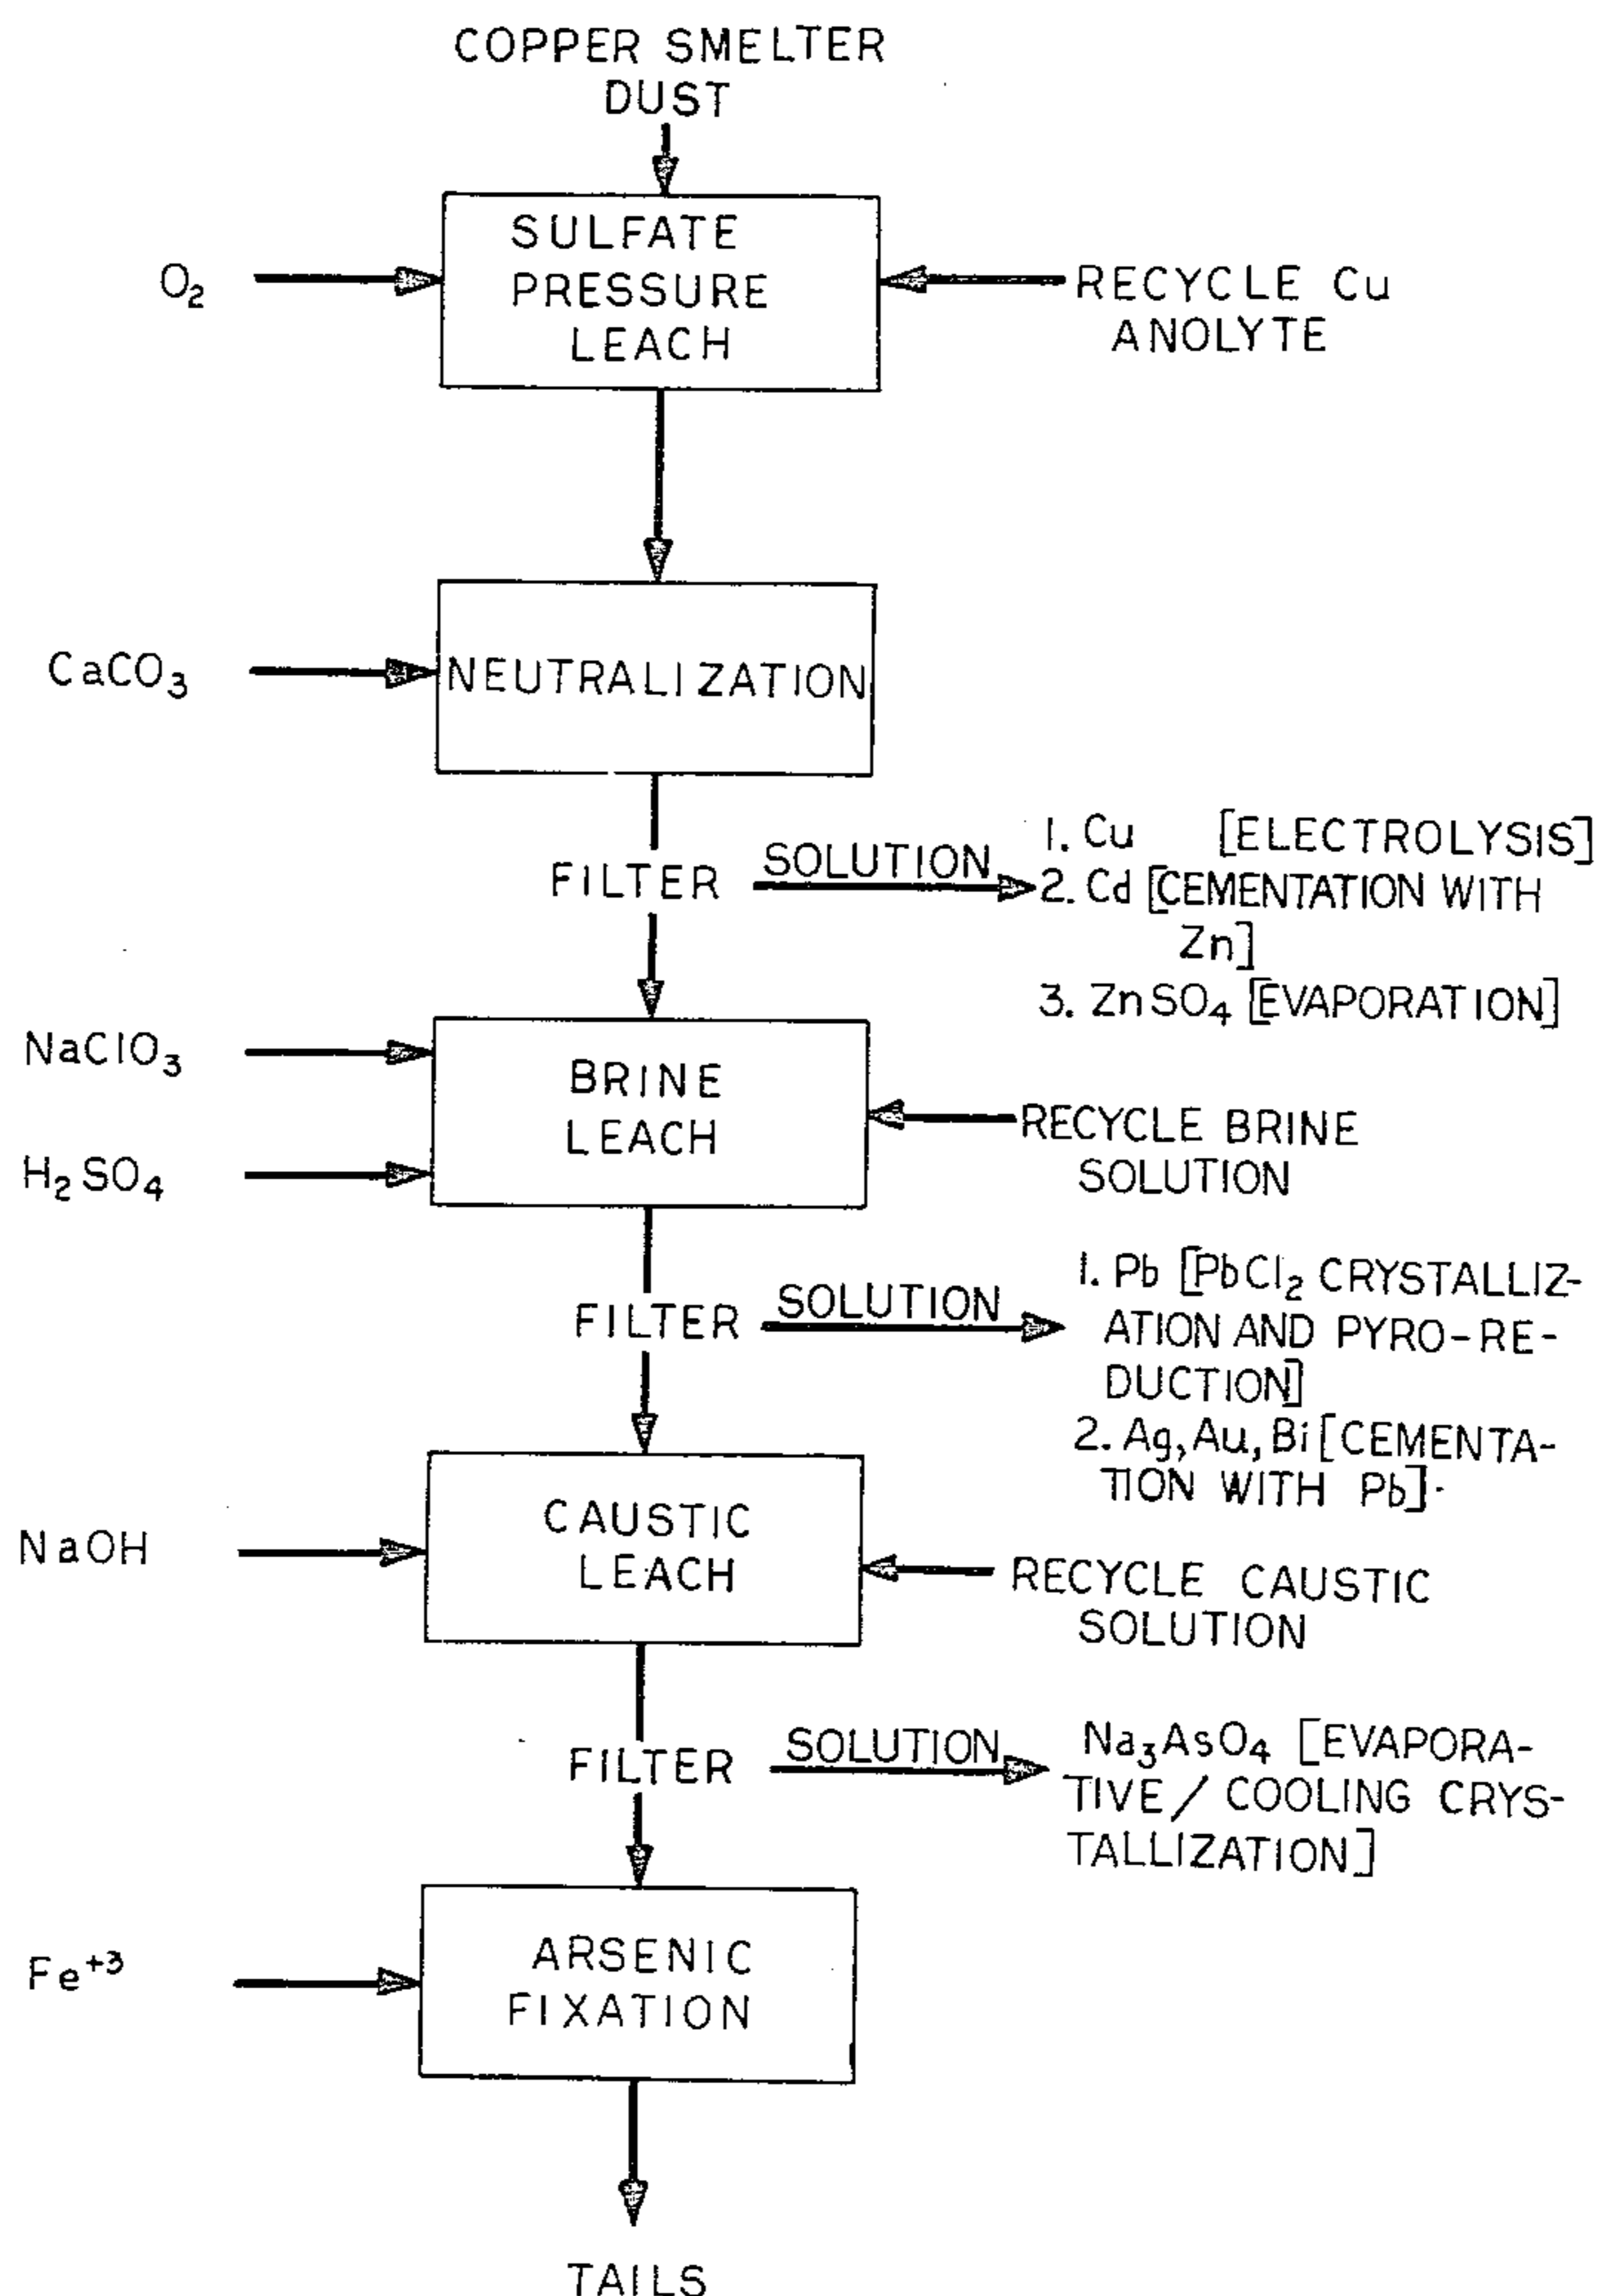 COPPER SMELTER
DUST
SULFATE
PRESSURE
LEACH
O₂
RECYCLE Cu
ANOLYTE
CaCO₃
NEUTRALIZATION
FILTER
SOLUTION
1. Cu [ELECTROLYSIS]
2. Cd [CEMENTATION WITH
Zn]
3. ZnSO₄ [EVAPORATION]
NaClO₃
H₂SO₄
BRINE
LEACH
RECYCLE BRINE
SOLUTION
FILTER
SOLUTION
1. Pb [PbCl₂ CRYSTALLIZ-
ATION AND PYRO-RE-
DUCTION]
2. Ag, Au, Bi [CEMENTA-
TION WITH Pb]
NaOH
CAUSTIC
LEACH
RECYCLE CAUSTIC
SOLUTION
FILTER
SOLUTION
Na₃AsO₄ [EVAPORA-
TIVE/COOLING CRYS-
TALLIZATION]
Fe⁺³
ARSENIC
FIXATION
TAILS